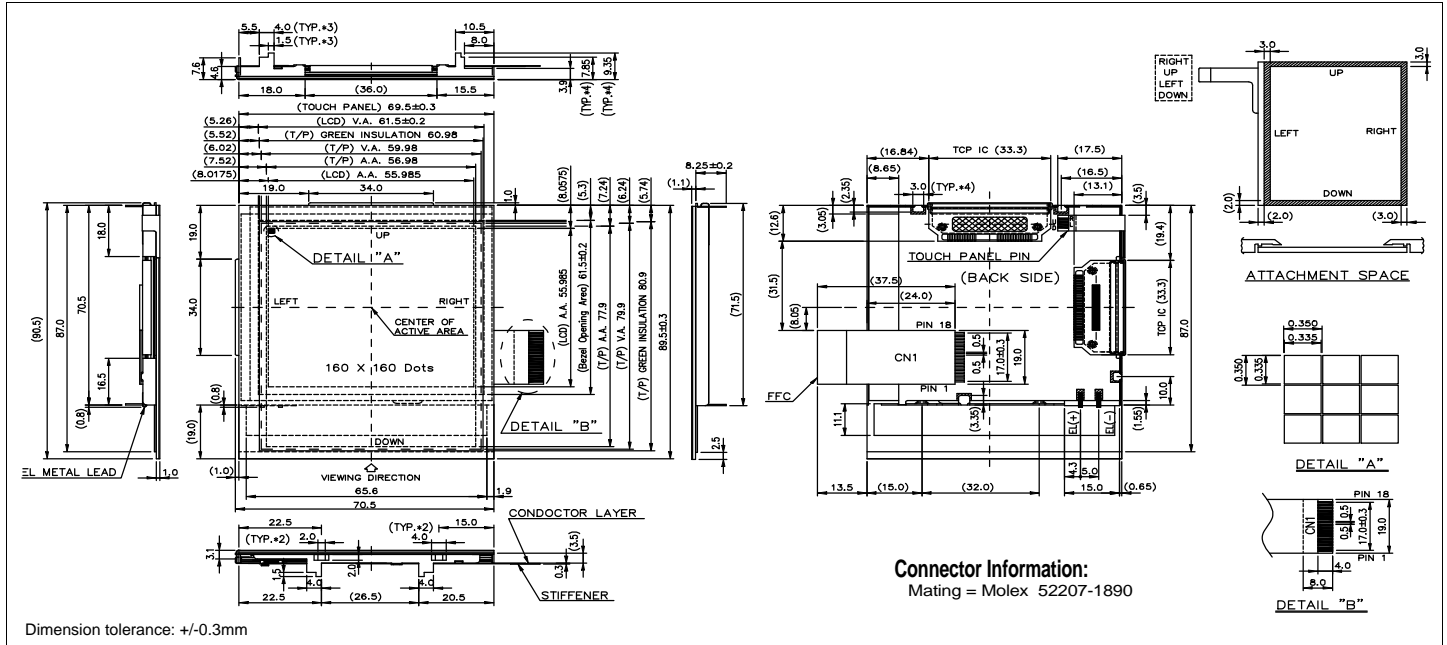 5.5 4.0 (TYP.*3)
1.5 (TYP.*3)
10.5
8.0
7.6
4.6
3.9
(TYP.*4) 7.85
(TYP.*4) 9.35
18.0 (36.0) 15.5
(TOUCH PANEL) 69.5±0.3
(5.26) (LCD) V.A. 61.5±0.2
(5.52) (T/P) GREEN INSULATION 60.98
(6.02) (T/P) V.A. 59.98
(7.52) (T/P) A.A. 56.98
(8.0175) (LCD) A.A. 55.985
19.0 34.0
1.0
(8.0575)
(5.3)
(7.24)
(6.24)
(5.74)
(1.1)
8.25±0.2
(90.5)
87.0
70.5
18.0
16.5
(0.8)
EL METAL LEAD
1.0
19.0
34.0
(0.8)
(19.0)
(1.0)
UP
DETAIL "A"
LEFT RIGHT
CENTER OF
ACTIVE AREA
160 X 160 Dots
DOWN
VIEWING DIRECTION
65.6 1.9
70.5
(LCD) A.A. 55.985
(Bezel Opening Area) 61.5±0.2
(T/P) A.A. 77.9
(T/P) V.A. 79.9
(T/P) GREEN INSULATION 80.9
89.5±0.3
DETAIL "B"
(71.5)
2.5
22.5
(TYP.*2) 2.0
(TYP.*2) 15.0
4.0
CONDOCTOR LAYER
3.1
1.5
4.0
2.0
4.0
0.3
(3.5)
STIFFENER
22.5 (26.5) 20.5
(16.84) TCP IC (33.3) (17.5)
(8.65)
(16.5)
3.0 (TYP.*4)
(13.1)
(2.35)
(3.05)
(3.5)
(12.6)
(31.5)
(8.05)
(19.4)
TCP IC (33.3)
87.0
10.0
(1.55)
TOUCH PANEL PIN
(BACK SIDE)
(37.5)
(24.0)
PIN 18
CN1
0.5
0.5
17.0±0.3
19.0
PIN 1
FFC
11.1
(3.35)
EL(+)
EL(-)
4.3
5.0
13.5 (15.0) (32.0) 15.0 (0.65)
RIGHT
UP
LEFT
DOWN
3.0
3.0
UP
LEFT RIGHT
DOWN
(2.0)
(2.0) (3.0)
ATTACHMENT SPACE
0.350
0.335
0.350
0.335
DETAIL "A"
PIN 18
CN1
0.5
0.5
17.0±0.3
19.0
PIN 1
4.0
8.0
DETAIL "B"
Connector Information:
Mating = Molex 52207-1890
Dimension tolerance: +/-0.3mm